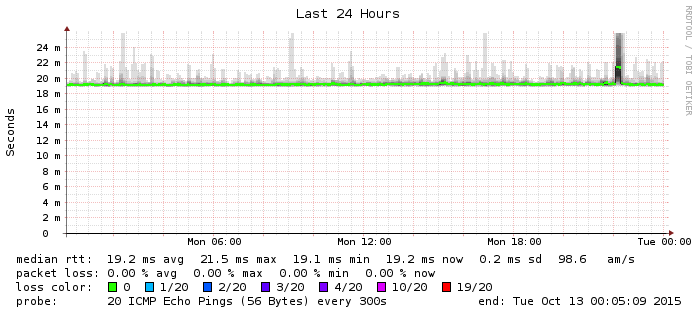 Last 24 Hours
RRDTOOL / TOBI OETIKER
Seconds
24 m
22 m
20 m
18 m
16 m
14 m
12 m
10 m
8 m
6 m
4 m
2 m
0
Mon 06:00 Mon 12:00 Mon 18:00 Tue 00:00
median rtt: 19.2 ms avg 21.5 ms max 19.1 ms min 19.2 ms now 0.2 ms sd 98.6 am/s
packet loss: 0.00 % avg 0.00 % max 0.00 % min 0.00 % now
loss color: 0 1/20 2/20 3/20 4/20 10/20 19/20
probe: 20 ICMP Echo Pings (56 Bytes) every 300s end: Tue Oct 13 00:05:09 2015